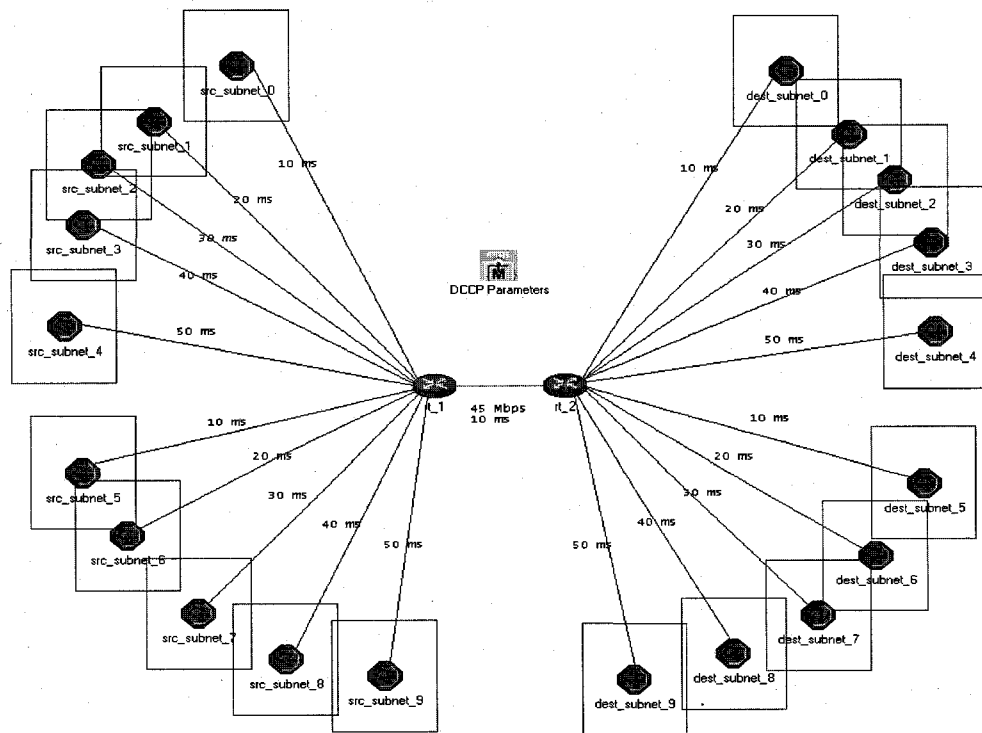 src_subnet_0
src_subnet_1
src_subnet_2
src_subnet_3
src_subnet_4
10 ms
20 ms
30 ms
40 ms
50 ms
dest_subnet_0
dest_subnet_1
dest_subnet_2
dest_subnet_3
dest_subnet_4
10 ms
20 ms
30 ms
40 ms
50 ms
M
DCCP Parameters
rt_1
45 Mbps
10 ms
rt_2
10 ms
20 ms
30 ms
40 ms
50 ms
src_subnet_5
src_subnet_6
src_subnet_7
src_subnet_8
src_subnet_9
10 ms
20 ms
30 ms
40 ms
50 ms
dest_subnet_5
dest_subnet_6
dest_subnet_7
dest_subnet_8
dest_subnet_9